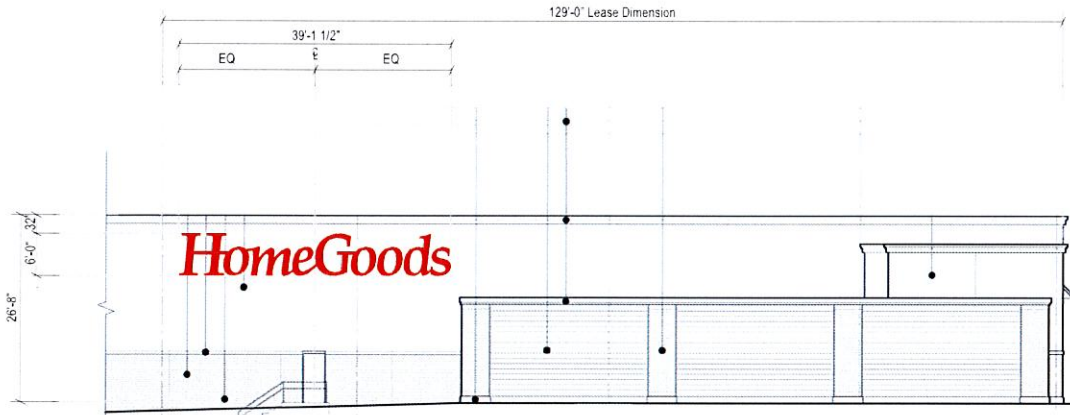 129'-0" Lease Dimension
39'-1 1/2"
EQ
℄
EQ
32"
6'-0"
26'-8"
HomeGoods